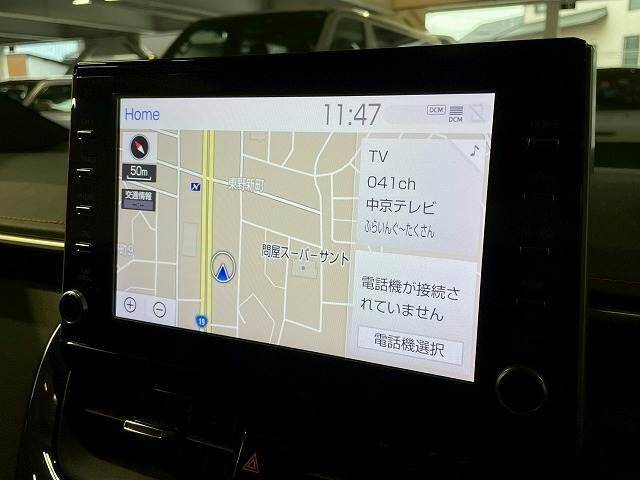 Home
11:47
DCM
DCM
50m
交通情報
--:--
東野新町
問屋スーパーサント
19
TV
041ch
中京テレビ
ふらいんぐ〜たくさん
電話機が接続さ
れていません
電話機選択